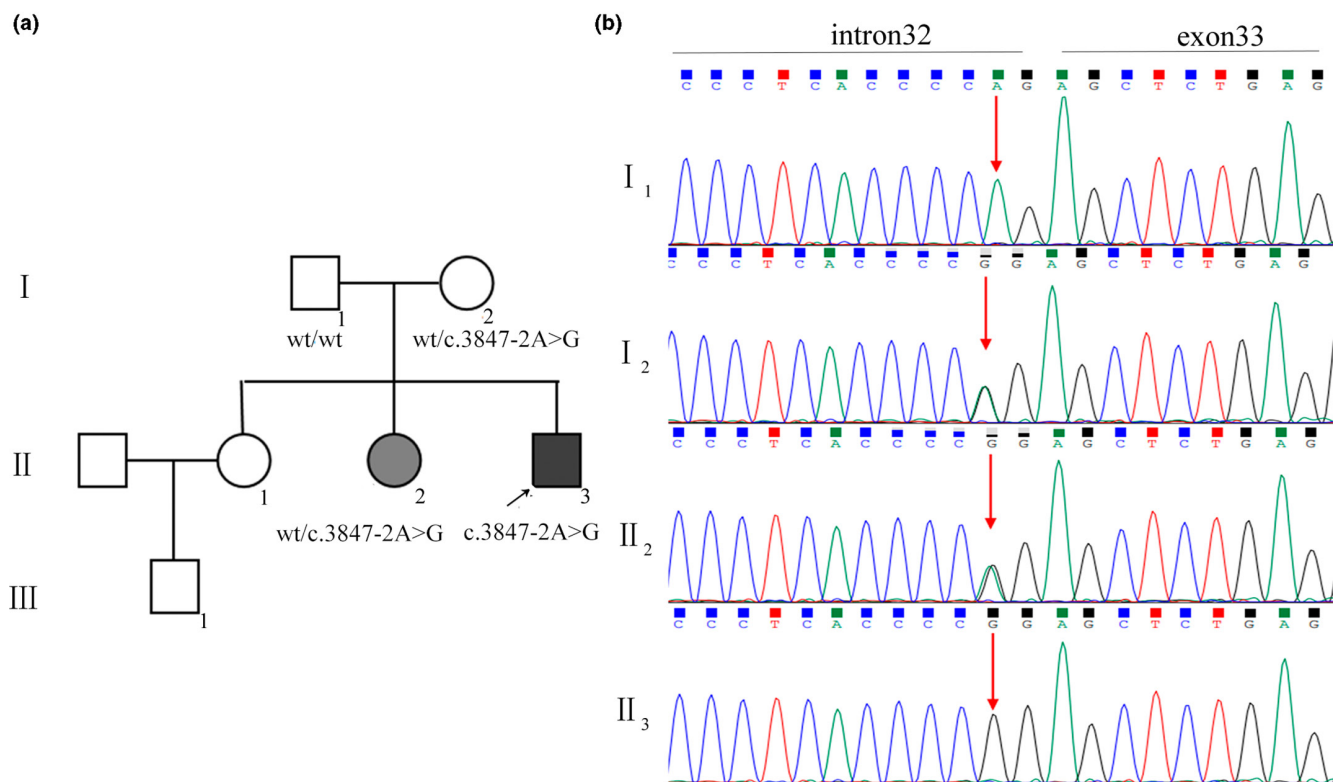 (a)
I
1
2
wt/wt
wt/c.3847-2A>G
II
1
2
3
wt/c.3847-2A>G
c.3847-2A>G
III
1
(b)
intron32
exon33
C C C T C A C C C C A G A G C T C T G A G
I 1
C C C T C A C C C C G G A G C T C T G A G
I 2
C C C T C A C C C C G G A G C T C T G A G
II 2
C C C T C A C C C C G G A G C T C T G A G
II 3